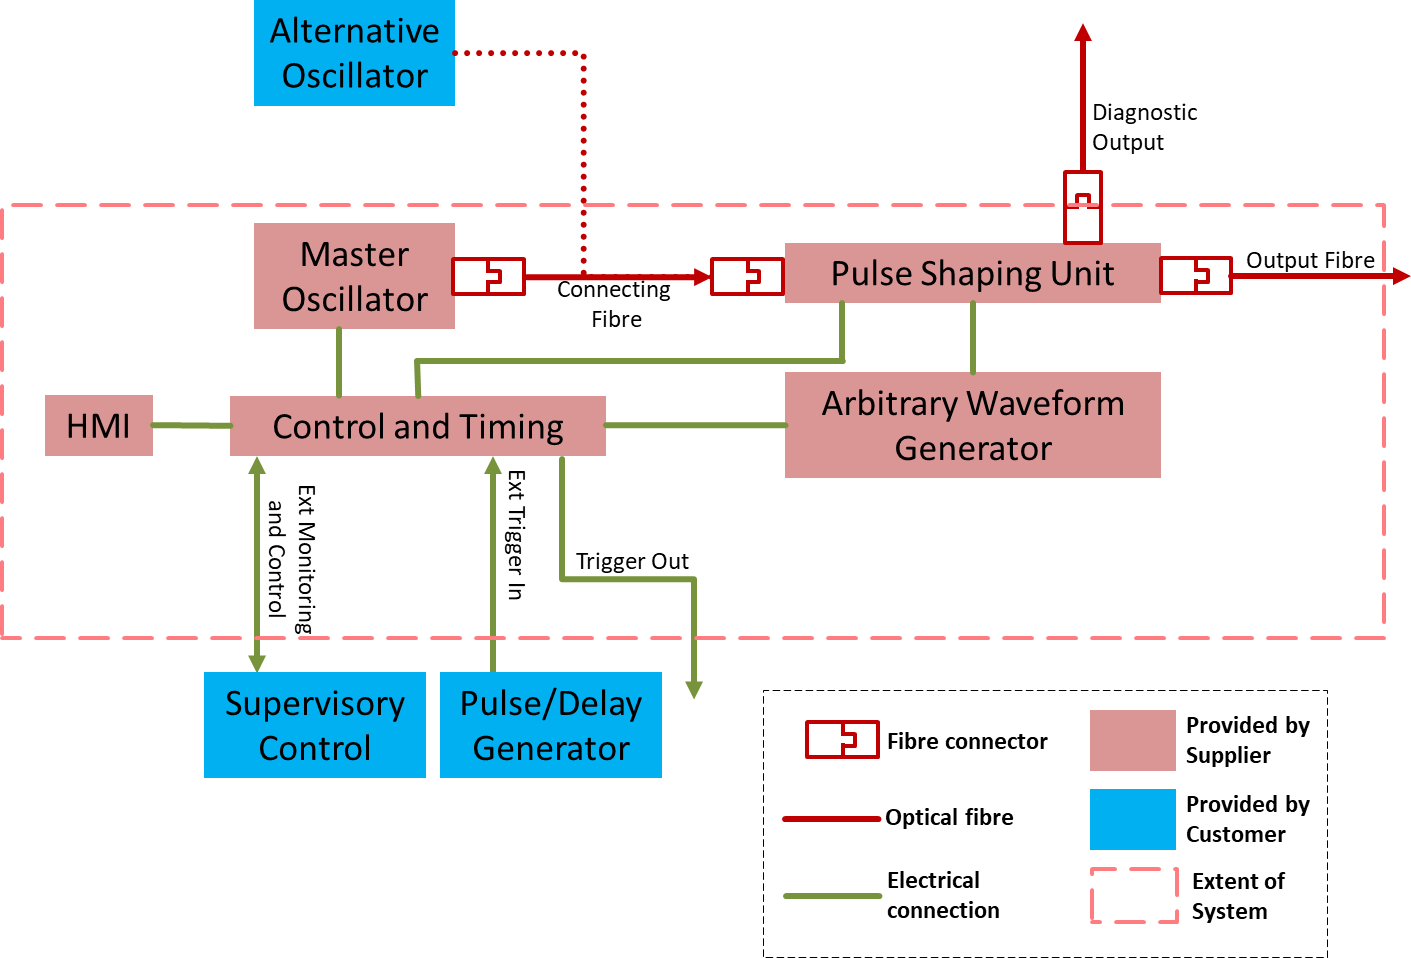 Alternative
Oscillator
Diagnostic
Output
Master
Oscillator
Connecting
Fibre
Pulse Shaping Unit
Output Fibre
HMI
Control and Timing
Arbitrary Waveform
Generator
Ext Monitoring
and Control
Ext Trigger In
Trigger Out
Supervisory
Control
Pulse/Delay
Generator
Fibre connector
Provided by
Supplier
Optical fibre
Provided by
Customer
Electrical
connection
Extent of
System